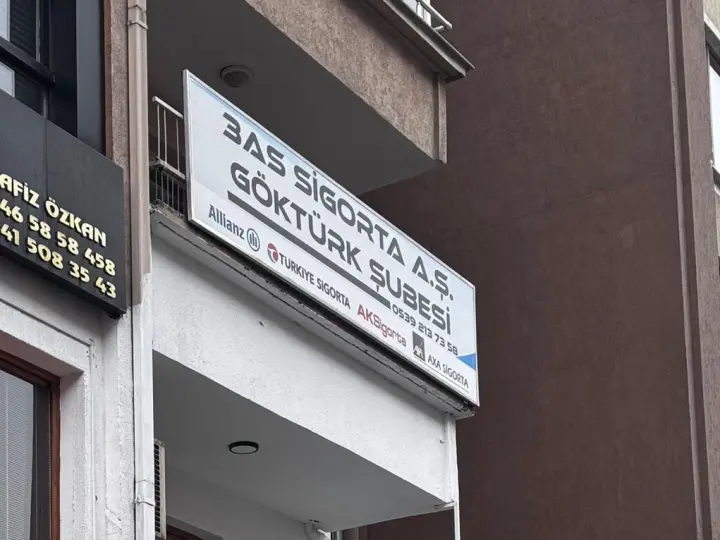 AFİZ ÖZKAN
46 58 58 458
41 508 35 43
BAS SİGORTA A.Ş.
GÖKTÜRK ŞUBESİ
0539 213 73 58
Allianz
TÜRKİYE SİGORTA
AKSigorta
AXA SİGORTA